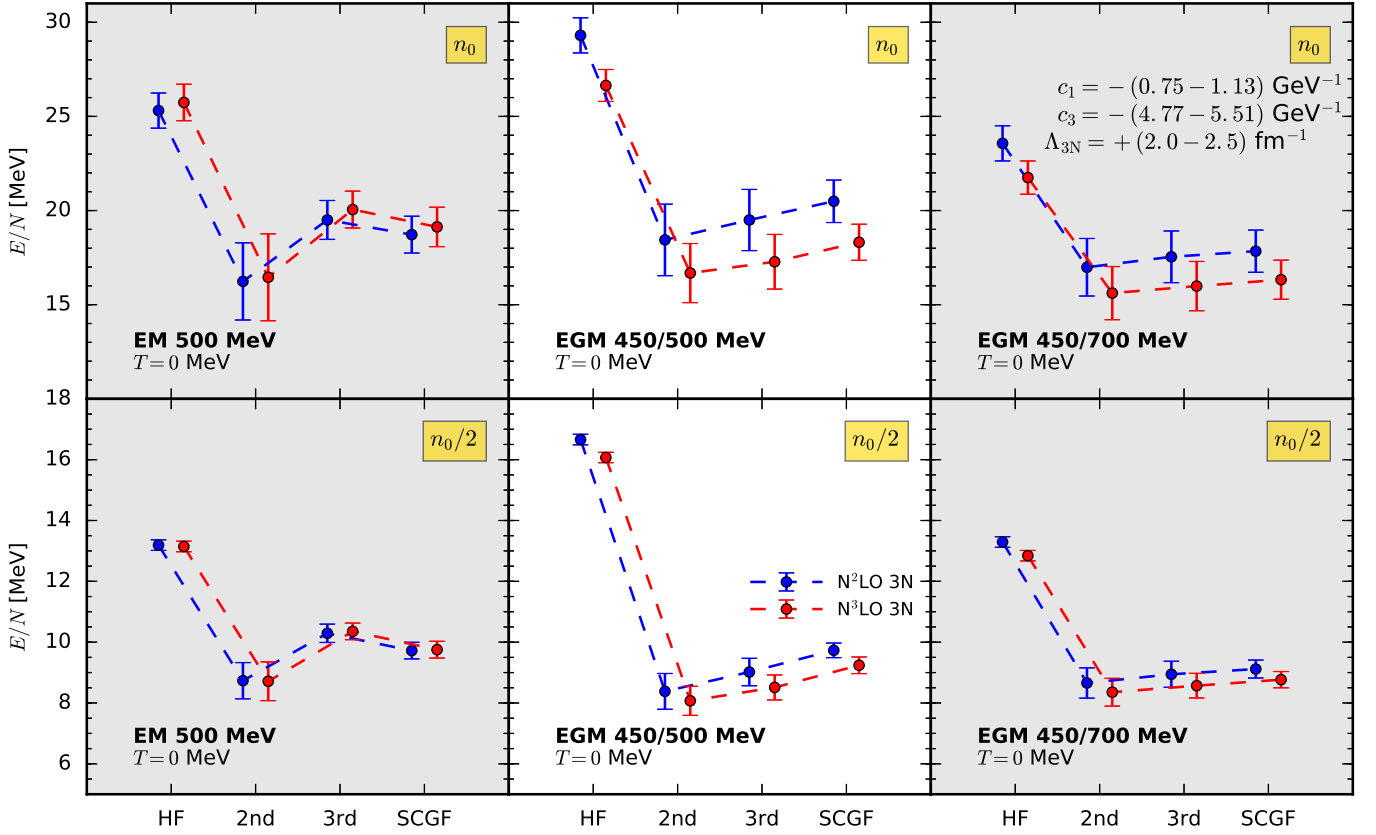 30
25
20
15
E/N [MeV]
n₀
EM 500 MeV
T = 0 MeV
n₀
EGM 450/500 MeV
T = 0 MeV
n₀
c₁ = −(0.75 − 1.13) GeV⁻¹
c₃ = −(4.77 − 5.51) GeV⁻¹
Λ₃N = +(2.0 − 2.5) fm⁻¹
EGM 450/700 MeV
T = 0 MeV
18
16
14
12
10
8
6
E/N [MeV]
n₀/2
EM 500 MeV
T = 0 MeV
n₀/2
N²LO 3N
N³LO 3N
EGM 450/500 MeV
T = 0 MeV
n₀/2
EGM 450/700 MeV
T = 0 MeV
HF 2nd 3rd SCGF HF 2nd 3rd SCGF HF 2nd 3rd SCGF